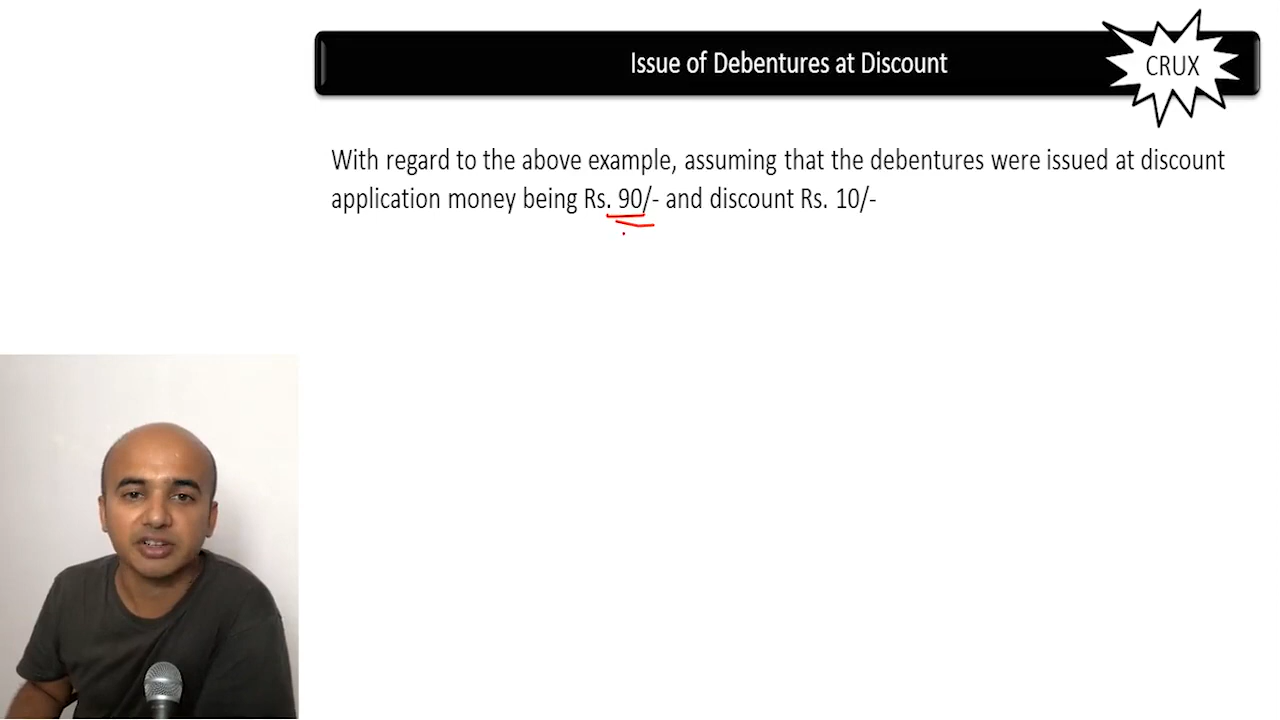 Issue of Debentures at Discount
CRUX
With regard to the above example, assuming that the debentures were issued at discount
application money being Rs. 90/- and discount Rs. 10/-